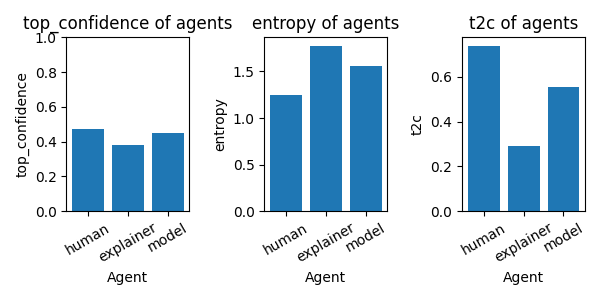 top_confidence of agents
top_confidence
1.0
0.8
0.6
0.4
0.2
0.0
human
explainer
model
Agent
entropy of agents
entropy
1.5
1.0
0.5
0.0
human
explainer
model
Agent
t2c of agents
t2c
0.6
0.4
0.2
0.0
human
explainer
model
Agent